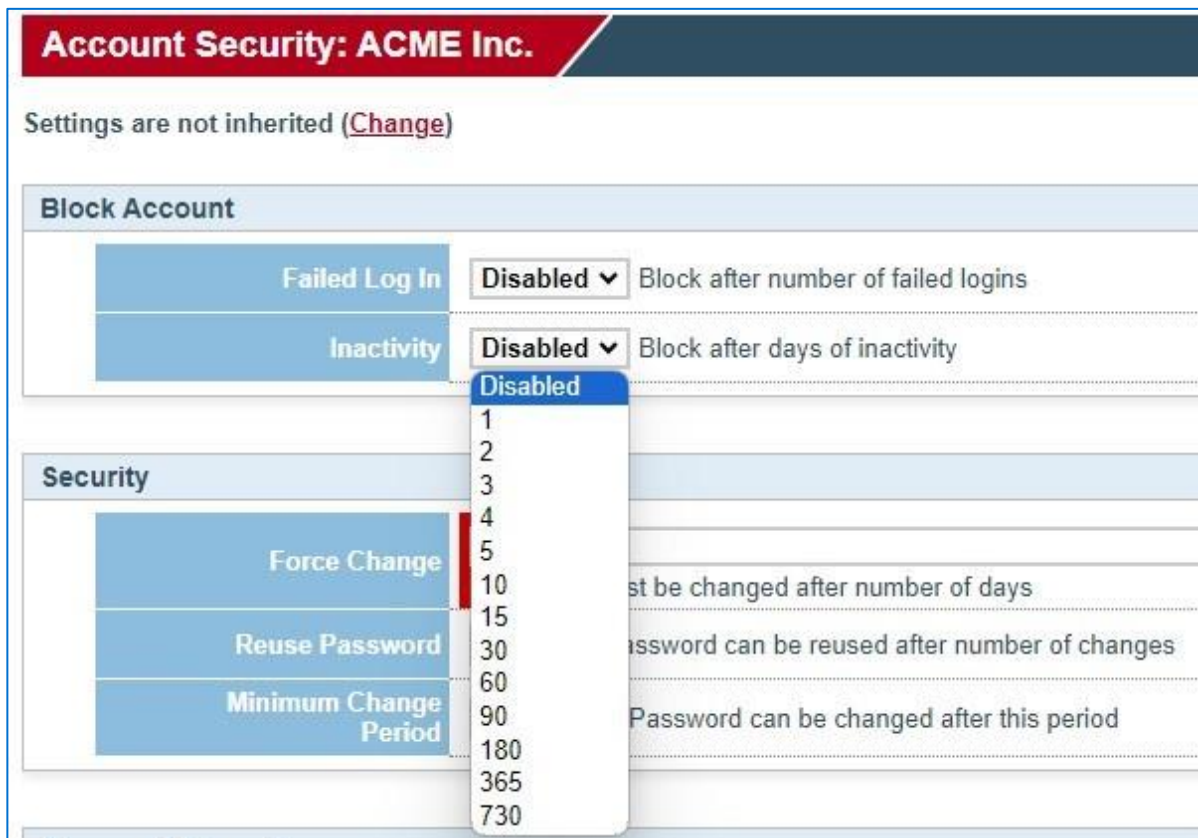 Account Security: ACME Inc.
Settings are not inherited (Change)
Block Account
Failed Log In Disabled Block after number of failed logins
Inactivity Disabled Block after days of inactivity
Disabled
1
2
3
4
5
10
15
30
60
90
180
365
730
Security
Force Change
be changed after number of days
Reuse Password
can be reused after number of changes
Minimum Change
Period
Password can be changed after this period